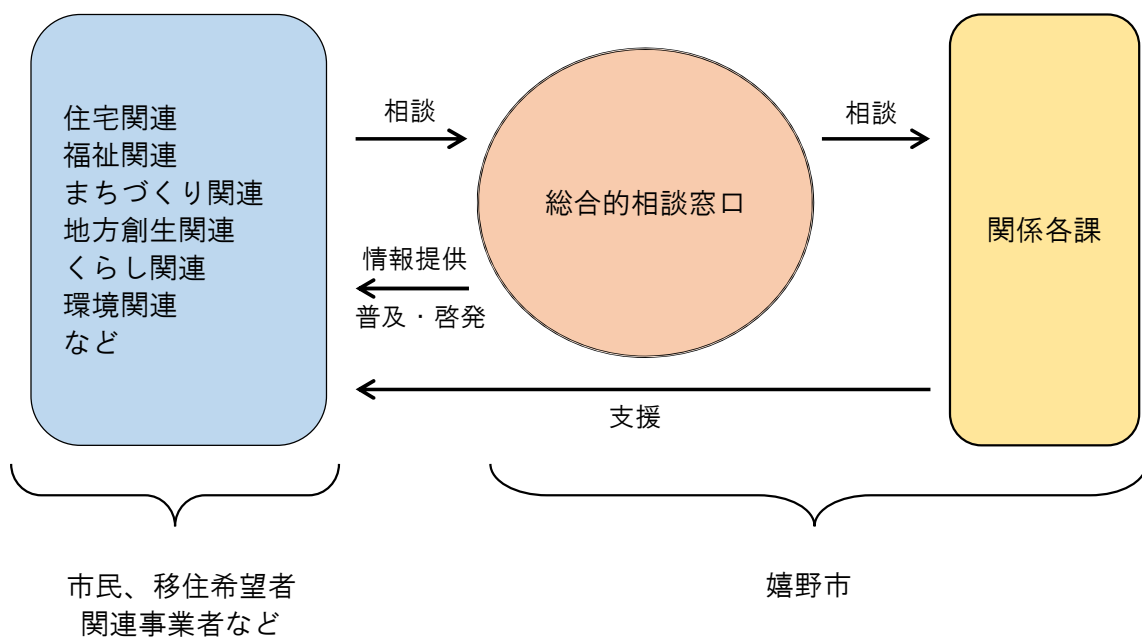 住宅関連
福祉関連
まちづくり関連
地方創生関連
くらし関連
環境関連
など
相談
情報提供
普及・啓発
総合的相談窓口
相談
関係各課
支援
市民、移住希望者
関連事業者など
嬉野市